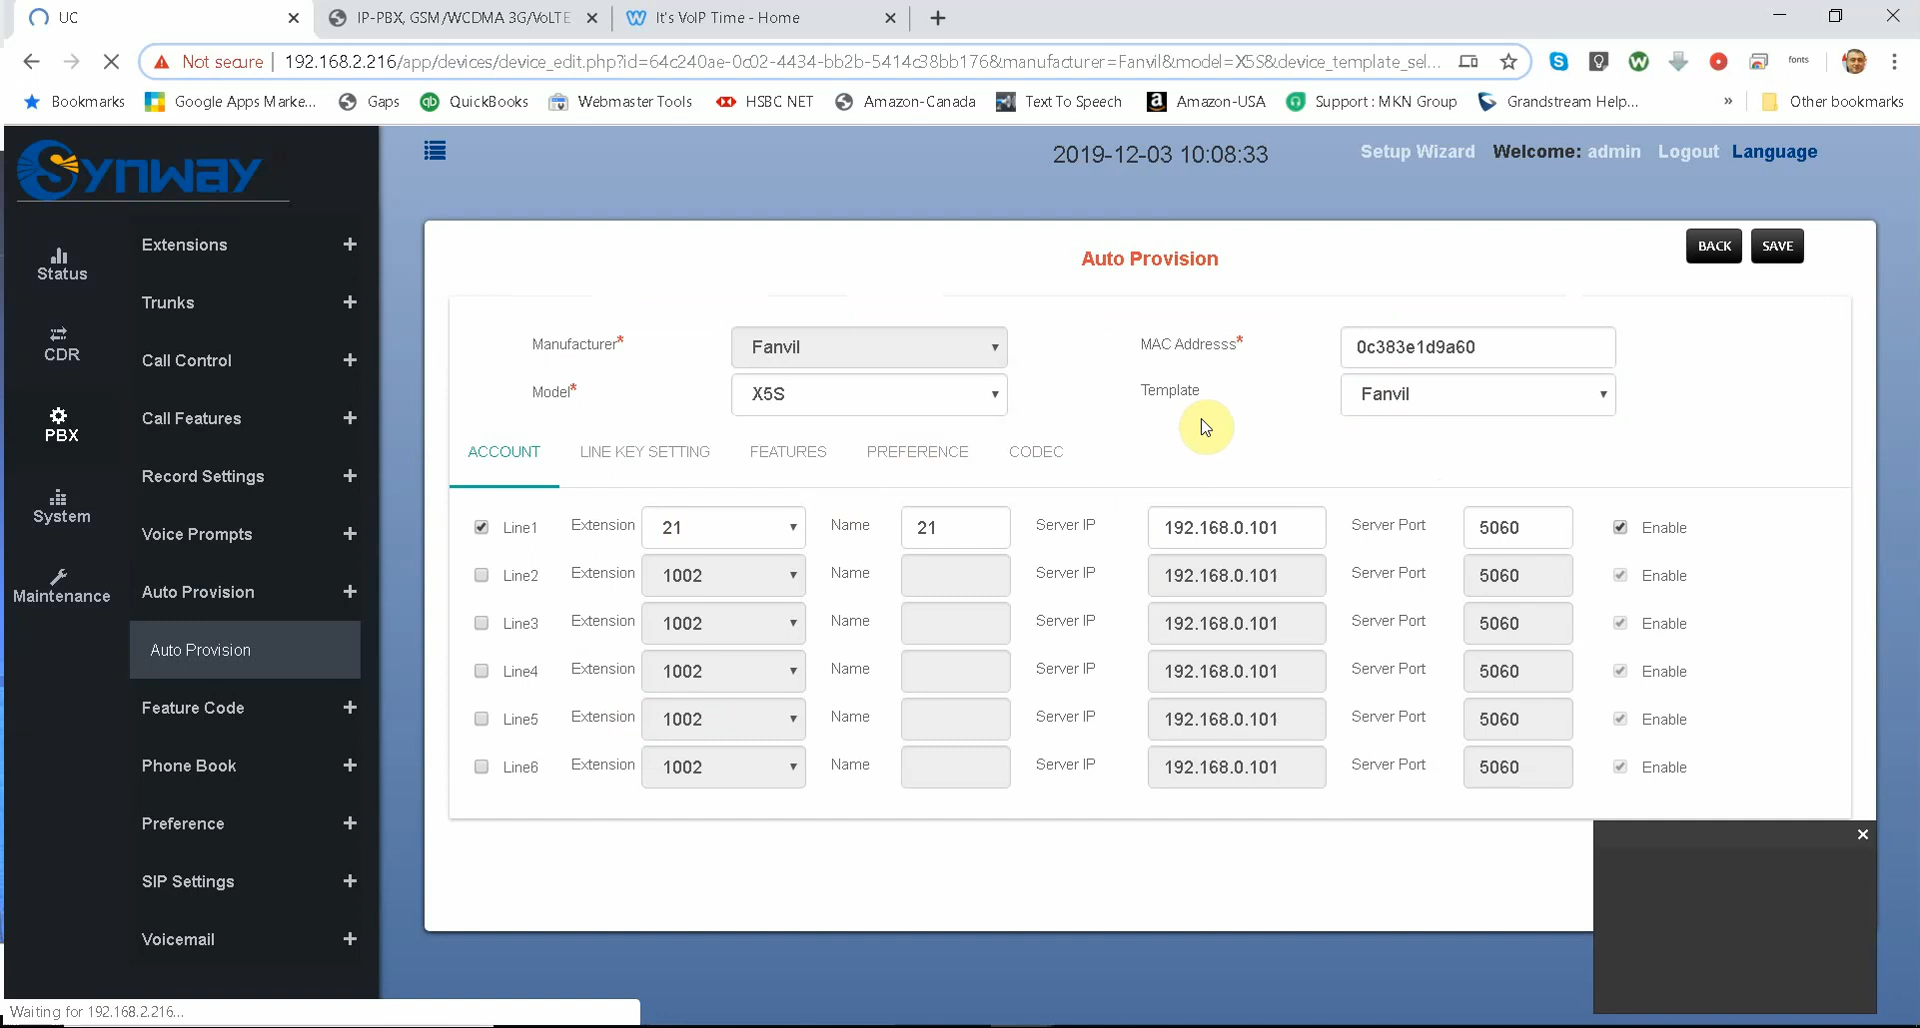 UC
IP-PBX, GSM/WCDMA 3G/VoLTE
It's VoIP Time - Home
Not secure
192.168.2.216/app/devices/device_edit.php?id=64c240ae-0c02-4434-bb2b-5414c38bb176&manufacturer=Fanvil&model=X5S&device_template_sel...
fonts
Bookmarks
Google Apps Marke...
Gaps
QuickBooks
Webmaster Tools
HSBC NET
Amazon-Canada
Text To Speech
Amazon-USA
Support : MKN Group
Grandstream Help...
»
Other bookmarks
Synway
2019-12-03 10:08:33
Setup Wizard Welcome: admin Logout Language
Status
CDR
PBX
System
Maintenance
Extensions +
Trunks +
Call Control +
Call Features +
Record Settings +
Voice Prompts +
Auto Provision +
Auto Provision
Feature Code +
Phone Book +
Preference +
SIP Settings +
Voicemail +
Auto Provision
BACK SAVE
Manufacturer* Fanvil MAC Addresss* 0c383e1d9a60
Model* X5S Template Fanvil
ACCOUNT LINE KEY SETTING FEATURES PREFERENCE CODEC
Line1 Extension 21 Name 21 Server IP 192.168.0.101 Server Port 5060 Enable
Line2 Extension 1002 Name Server IP 192.168.0.101 Server Port 5060 Enable
Line3 Extension 1002 Name Server IP 192.168.0.101 Server Port 5060 Enable
Line4 Extension 1002 Name Server IP 192.168.0.101 Server Port 5060 Enable
Line5 Extension 1002 Name Server IP 192.168.0.101 Server Port 5060 Enable
Line6 Extension 1002 Name Server IP 192.168.0.101 Server Port 5060 Enable
Waiting for 192.168.2.216...